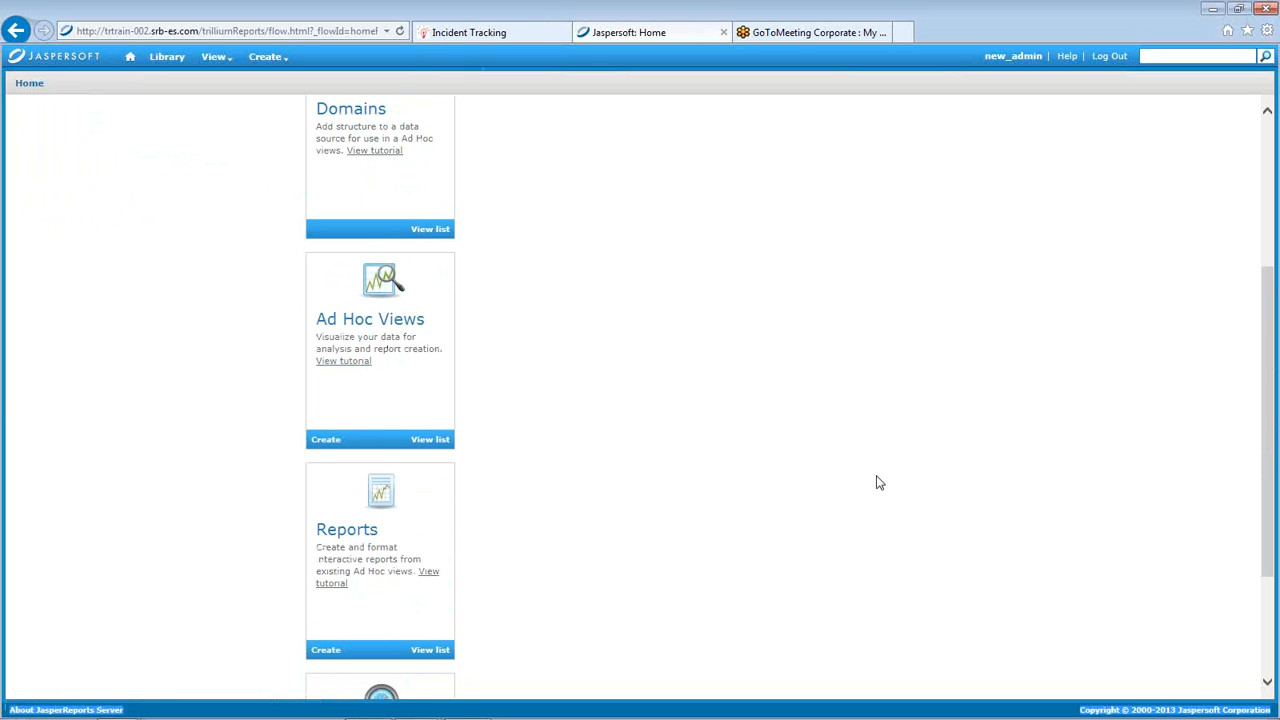 http://trtrain-002.srb-es.com/trilliumReports/flow.html?_flowId=homeF
Incident Tracking
Jaspersoft: Home
GoToMeeting Corporate : My ...
JASPERSOFT
Library
View
Create
new_admin
Help
Log Out
Home
Domains
Add structure to a data
source for use in a Ad Hoc
views. View tutorial
View list
Ad Hoc Views
Visualize your data for
analysis and report creation.
View tutorial
Create
View list
Reports
Create and format
interactive reports from
existing Ad Hoc views. View
tutorial
Create
View list
About JasperReports Server
Copyright © 2000-2013 Jaspersoft Corporation